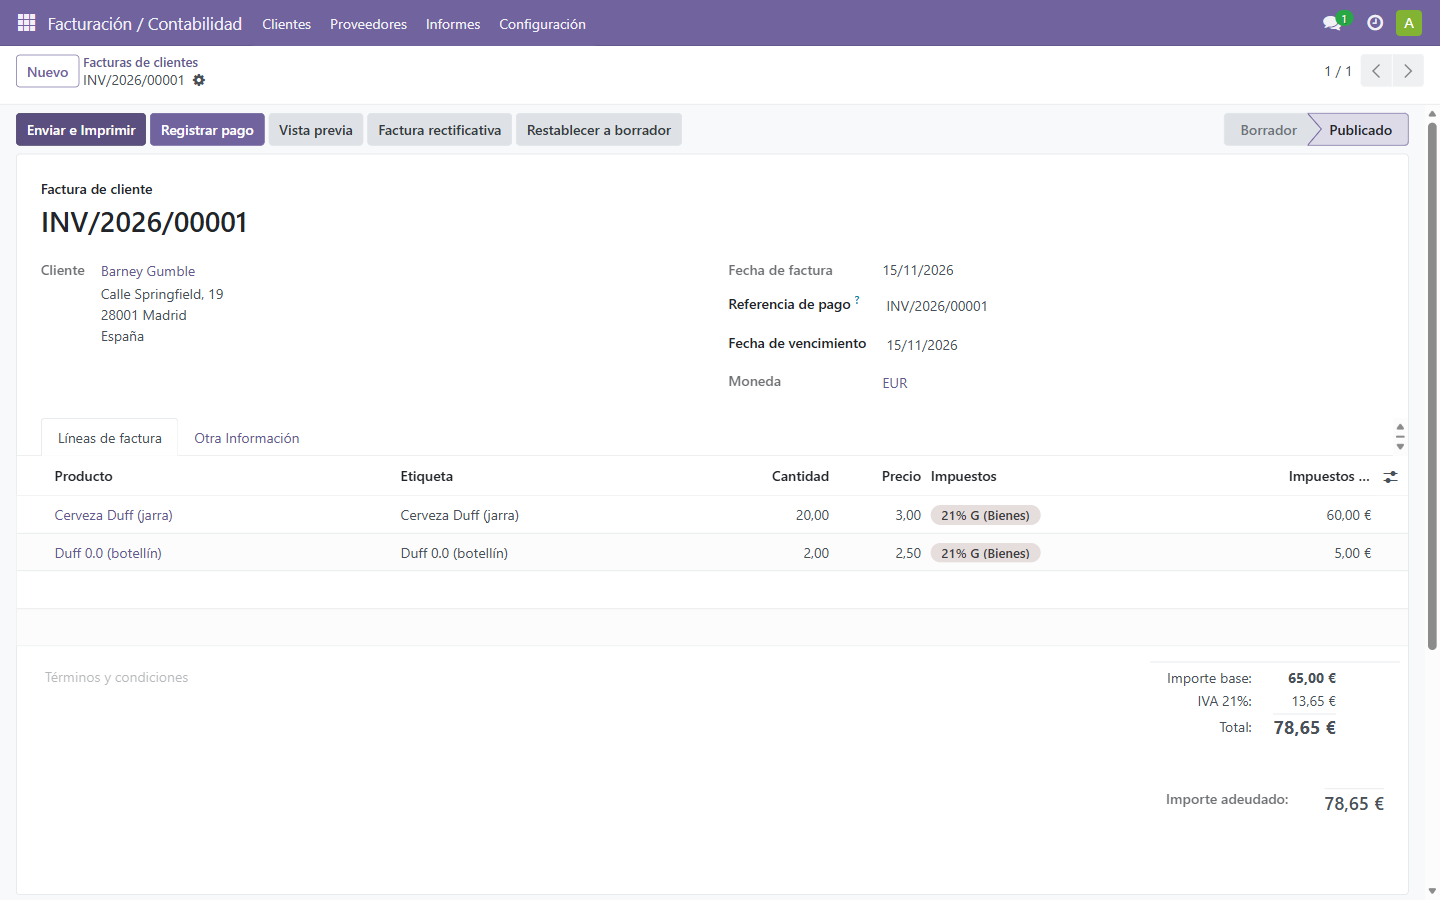 Facturación / Contabilidad Clientes Proveedores Informes Configuración 1 A
Nuevo Facturas de clientes
INV/2026/00001 1 / 1
Enviar e Imprimir Registrar pago Vista previa Factura rectificativa Restablecer a borrador Borrador Publicado
Factura de cliente
INV/2026/00001
Cliente Barney Gumble
Calle Springfield, 19
28001 Madrid
España
Fecha de factura 15/11/2026
Referencia de pago ? INV/2026/00001
Fecha de vencimiento 15/11/2026
Moneda EUR
Líneas de factura Otra Información
Producto Etiqueta Cantidad Precio Impuestos Impuestos ...
Cerveza Duff (jarra) Cerveza Duff (jarra) 20,00 3,00 21% G (Bienes) 60,00 €
Duff 0.0 (botellín) Duff 0.0 (botellín) 2,00 2,50 21% G (Bienes) 5,00 €
Términos y condiciones
Importe base: 65,00 €
IVA 21%: 13,65 €
Total: 78,65 €
Importe adeudado: 78,65 €